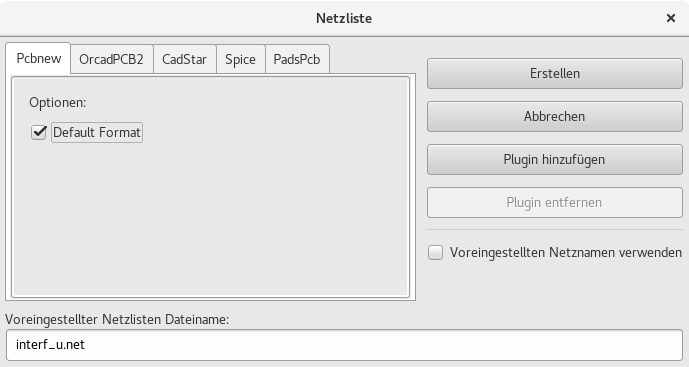 Netzliste
Pcbnew OrcadPCB2 CadStar Spice PadsPcb
Optionen:
Default Format
Erstellen
Abbrechen
Plugin hinzufügen
Plugin entfernen
Voreingestellten Netznamen verwenden
Voreingestellter Netzlisten Dateiname:
interf_u.net